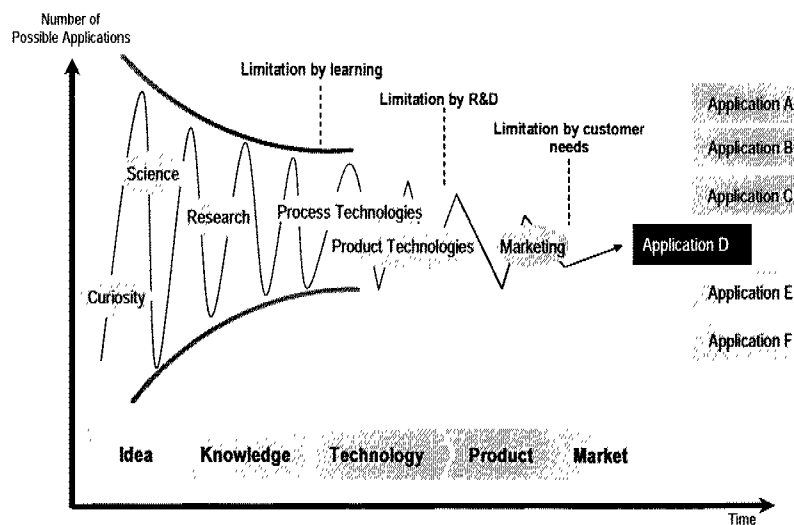 Number of
Possible Applications
Limitation by learning
Limitation by R&D
Limitation by customer
needs
Application A
Application B
Application C
Application D
Application E
Application F
Science
Research
Process Technologies
Product Technologies
Marketing
Curiosity
Idea
Knowledge
Technology
Product
Market
Time